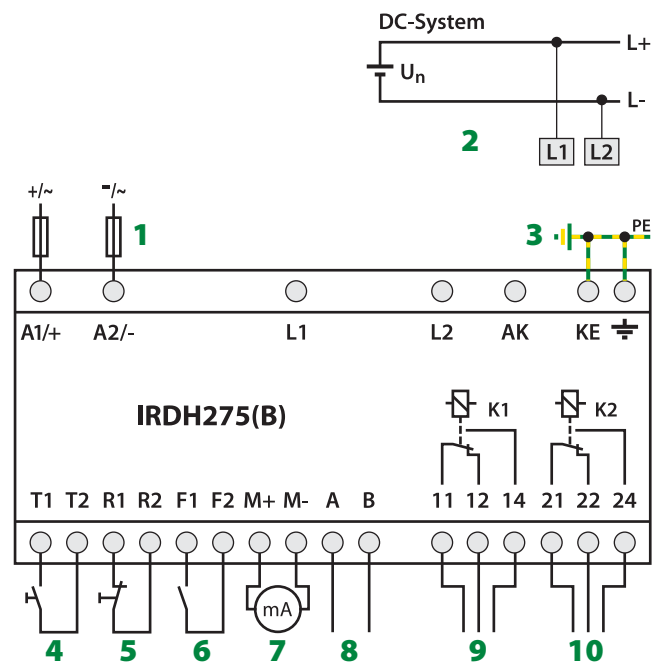 DC-System
L+
Un
L-
2
L1 L2
+/~ -/~
1
3 PE
A1/+ A2/- L1 L2 AK KE
IRDH275(B)
K1 K2
T1 T2 R1 R2 F1 F2 M+ M- A B 11 12 14 21 22 24
mA
4 5 6 7 8 9 10